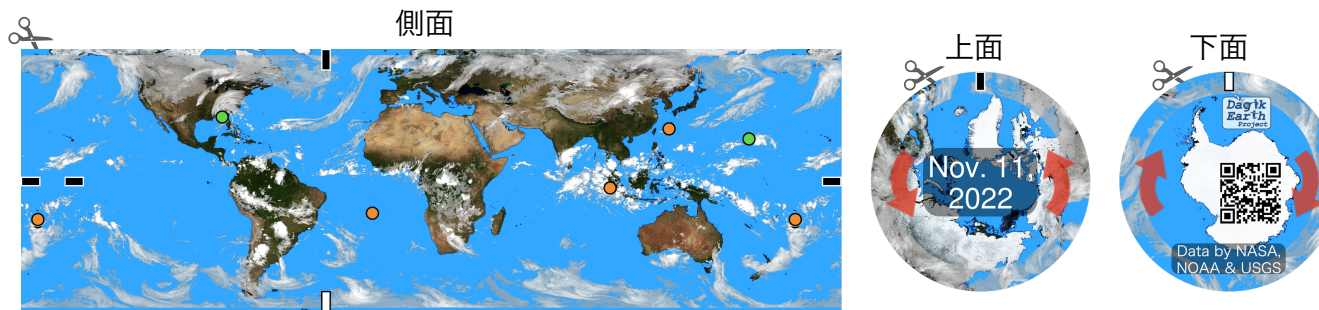 側面
上面
下面
Nov. 11,
2022
Dagik
Earth
Project
Data by NASA,
NOAA & USGS